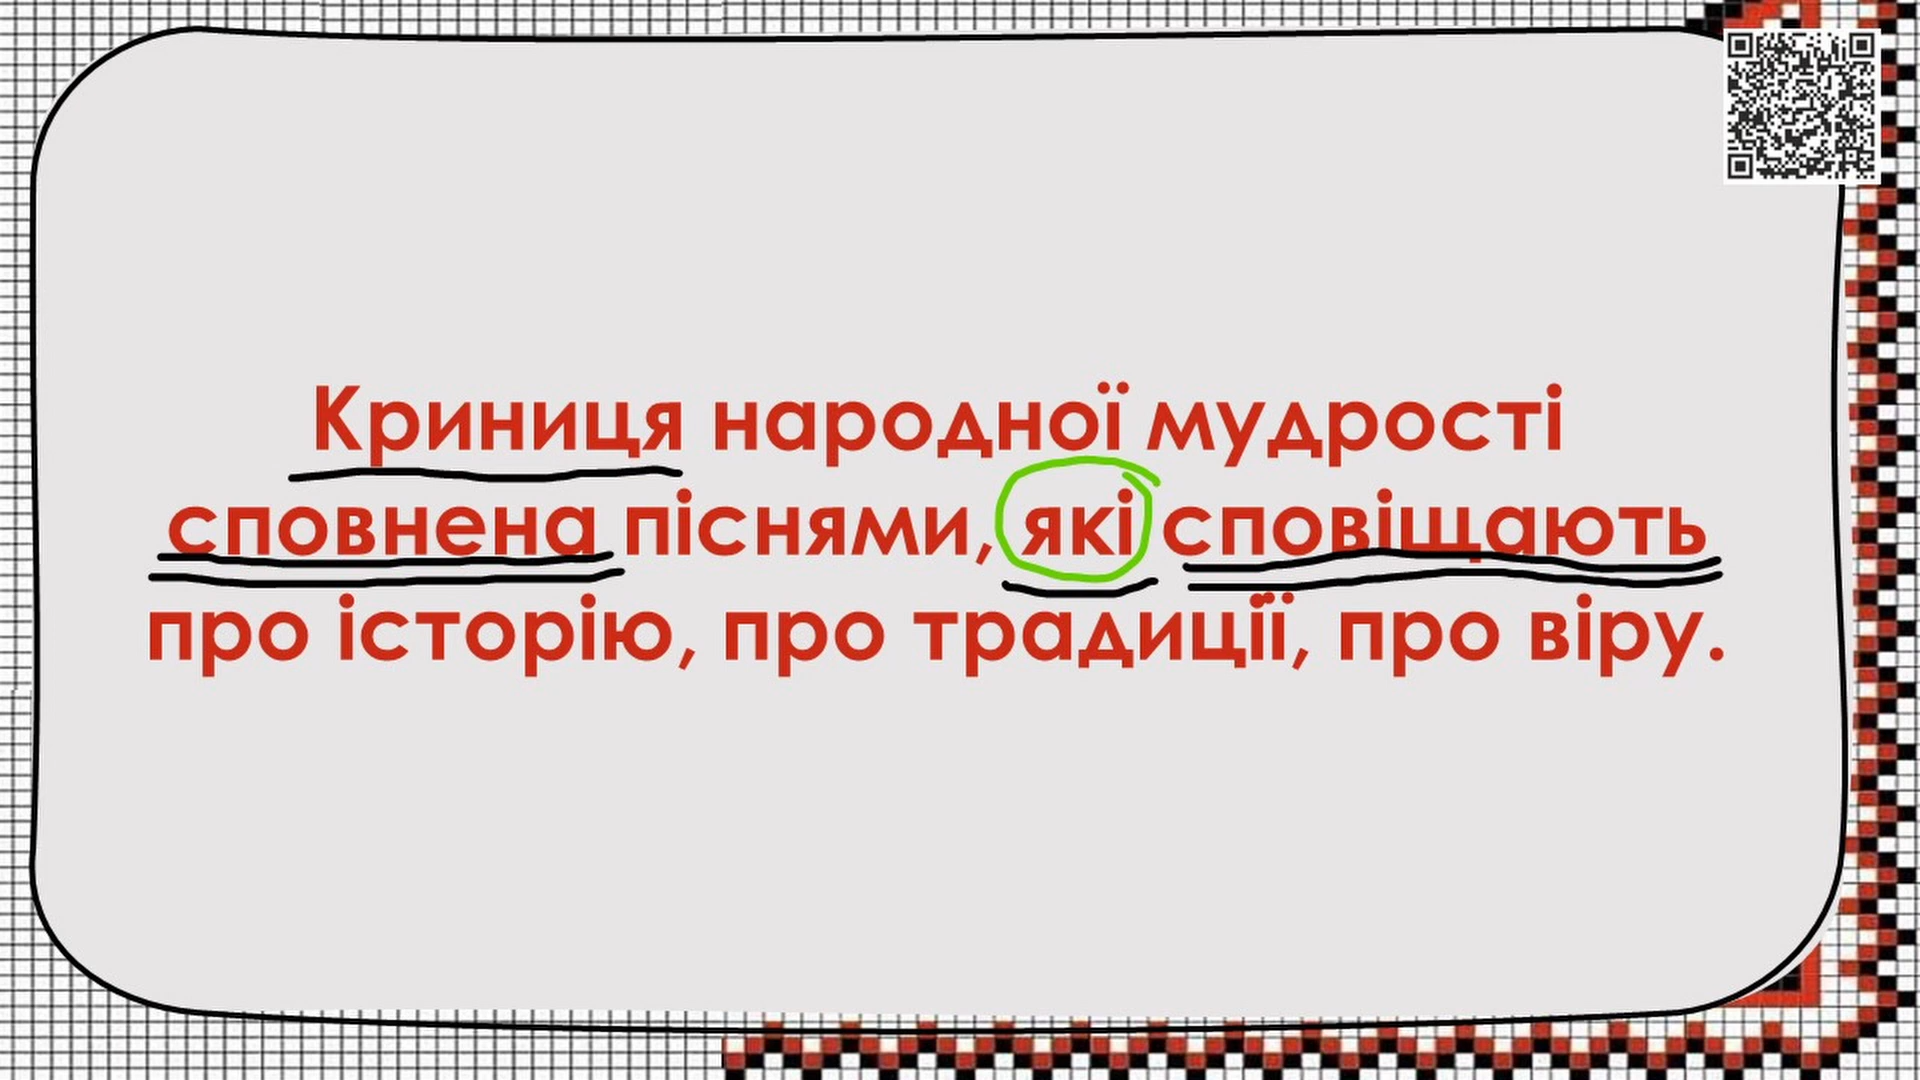 Криниця народної мудрості
сповнена піснями, які сповіщають
про історію, про традиції, про віру.